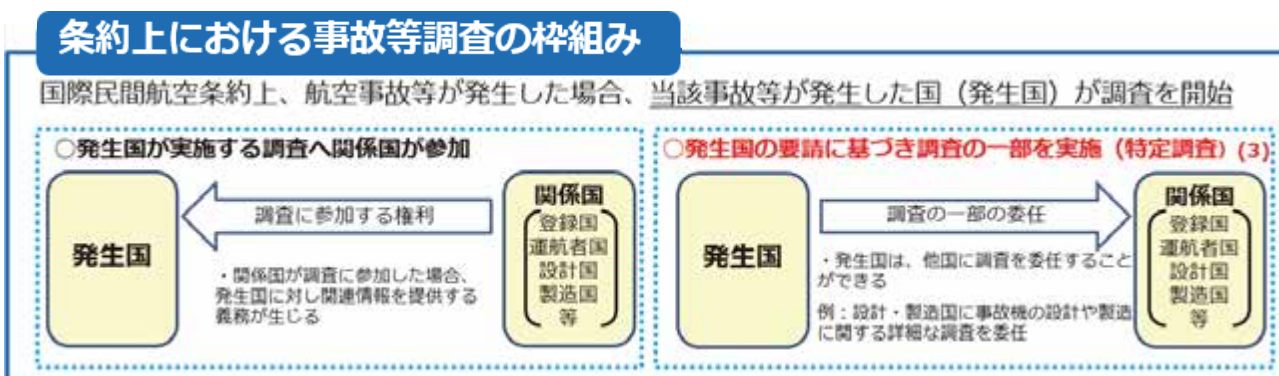 条約上における事故等調査の枠組み
国際民間航空条約上、航空事故等が発生した場合、当該事故等が発生した国（発生国）が調査を開始
○発生国が実施する調査へ関係国が参加
発生国
調査に参加する権利
・関係国が調査に参加した場合、
発生国に対し関連情報を提供する
義務が生じる
関係国
登録国
運航者国
設計国
製造国
等
○発生国の要請に基づき調査の一部を実施（特定調査）(3)
発生国
調査の一部の委任
・発生国は、他国に調査を委任すること
ができる
例：設計・製造国に事故機の設計や製造
に関する詳細な調査を委任
関係国
登録国
運航者国
設計国
製造国
等